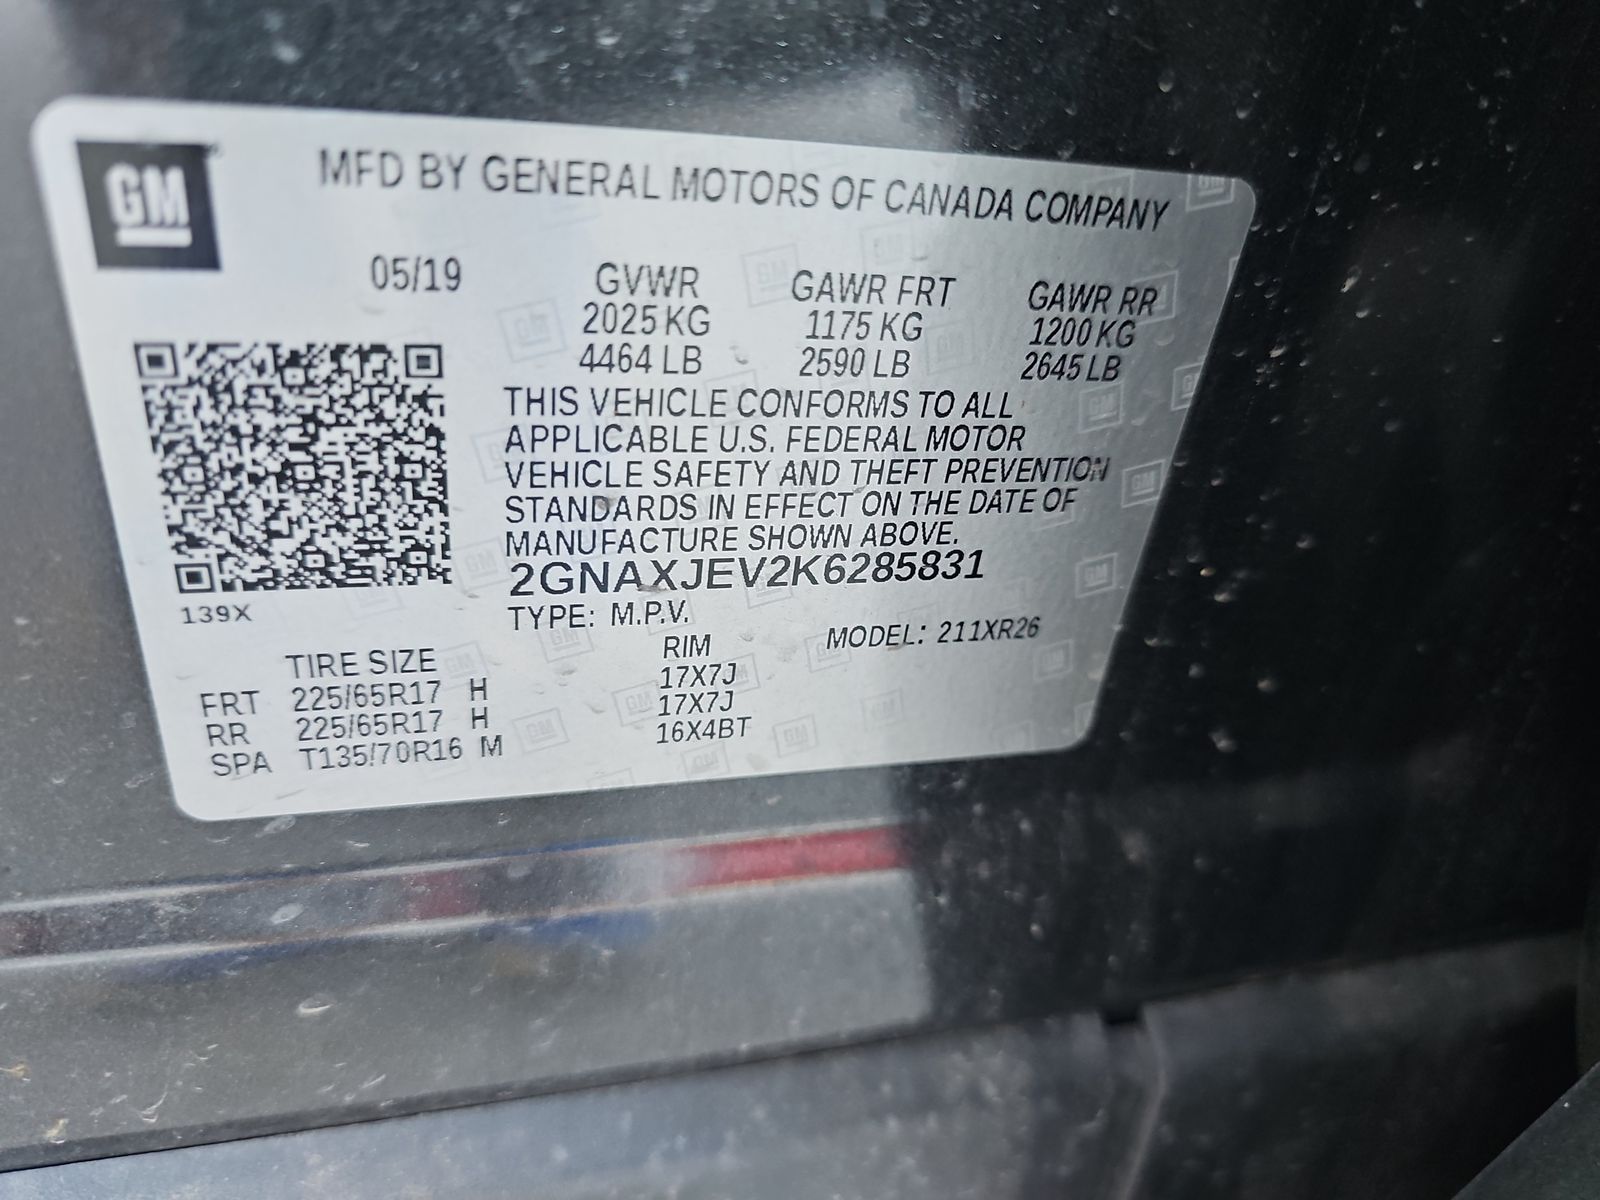 GM
MFD BY GENERAL MOTORS OF CANADA COMPANY
05/19 GVWR GAWR FRT GAWR RR
2025 KG 1175 KG 1200 KG
4464 LB 2590 LB 2645 LB
THIS VEHICLE CONFORMS TO ALL
APPLICABLE U.S. FEDERAL MOTOR
VEHICLE SAFETY AND THEFT PREVENTION
STANDARDS IN EFFECT ON THE DATE OF
MANUFACTURE SHOWN ABOVE.
2GNAXJEV2K6285831
139X
TYPE: M.P.V.
MODEL: 211XR26
TIRE SIZE RIM
FRT 225/65R17 H 17X7J
RR 225/65R17 H 17X7J
SPA T135/70R16 M 16X4BT